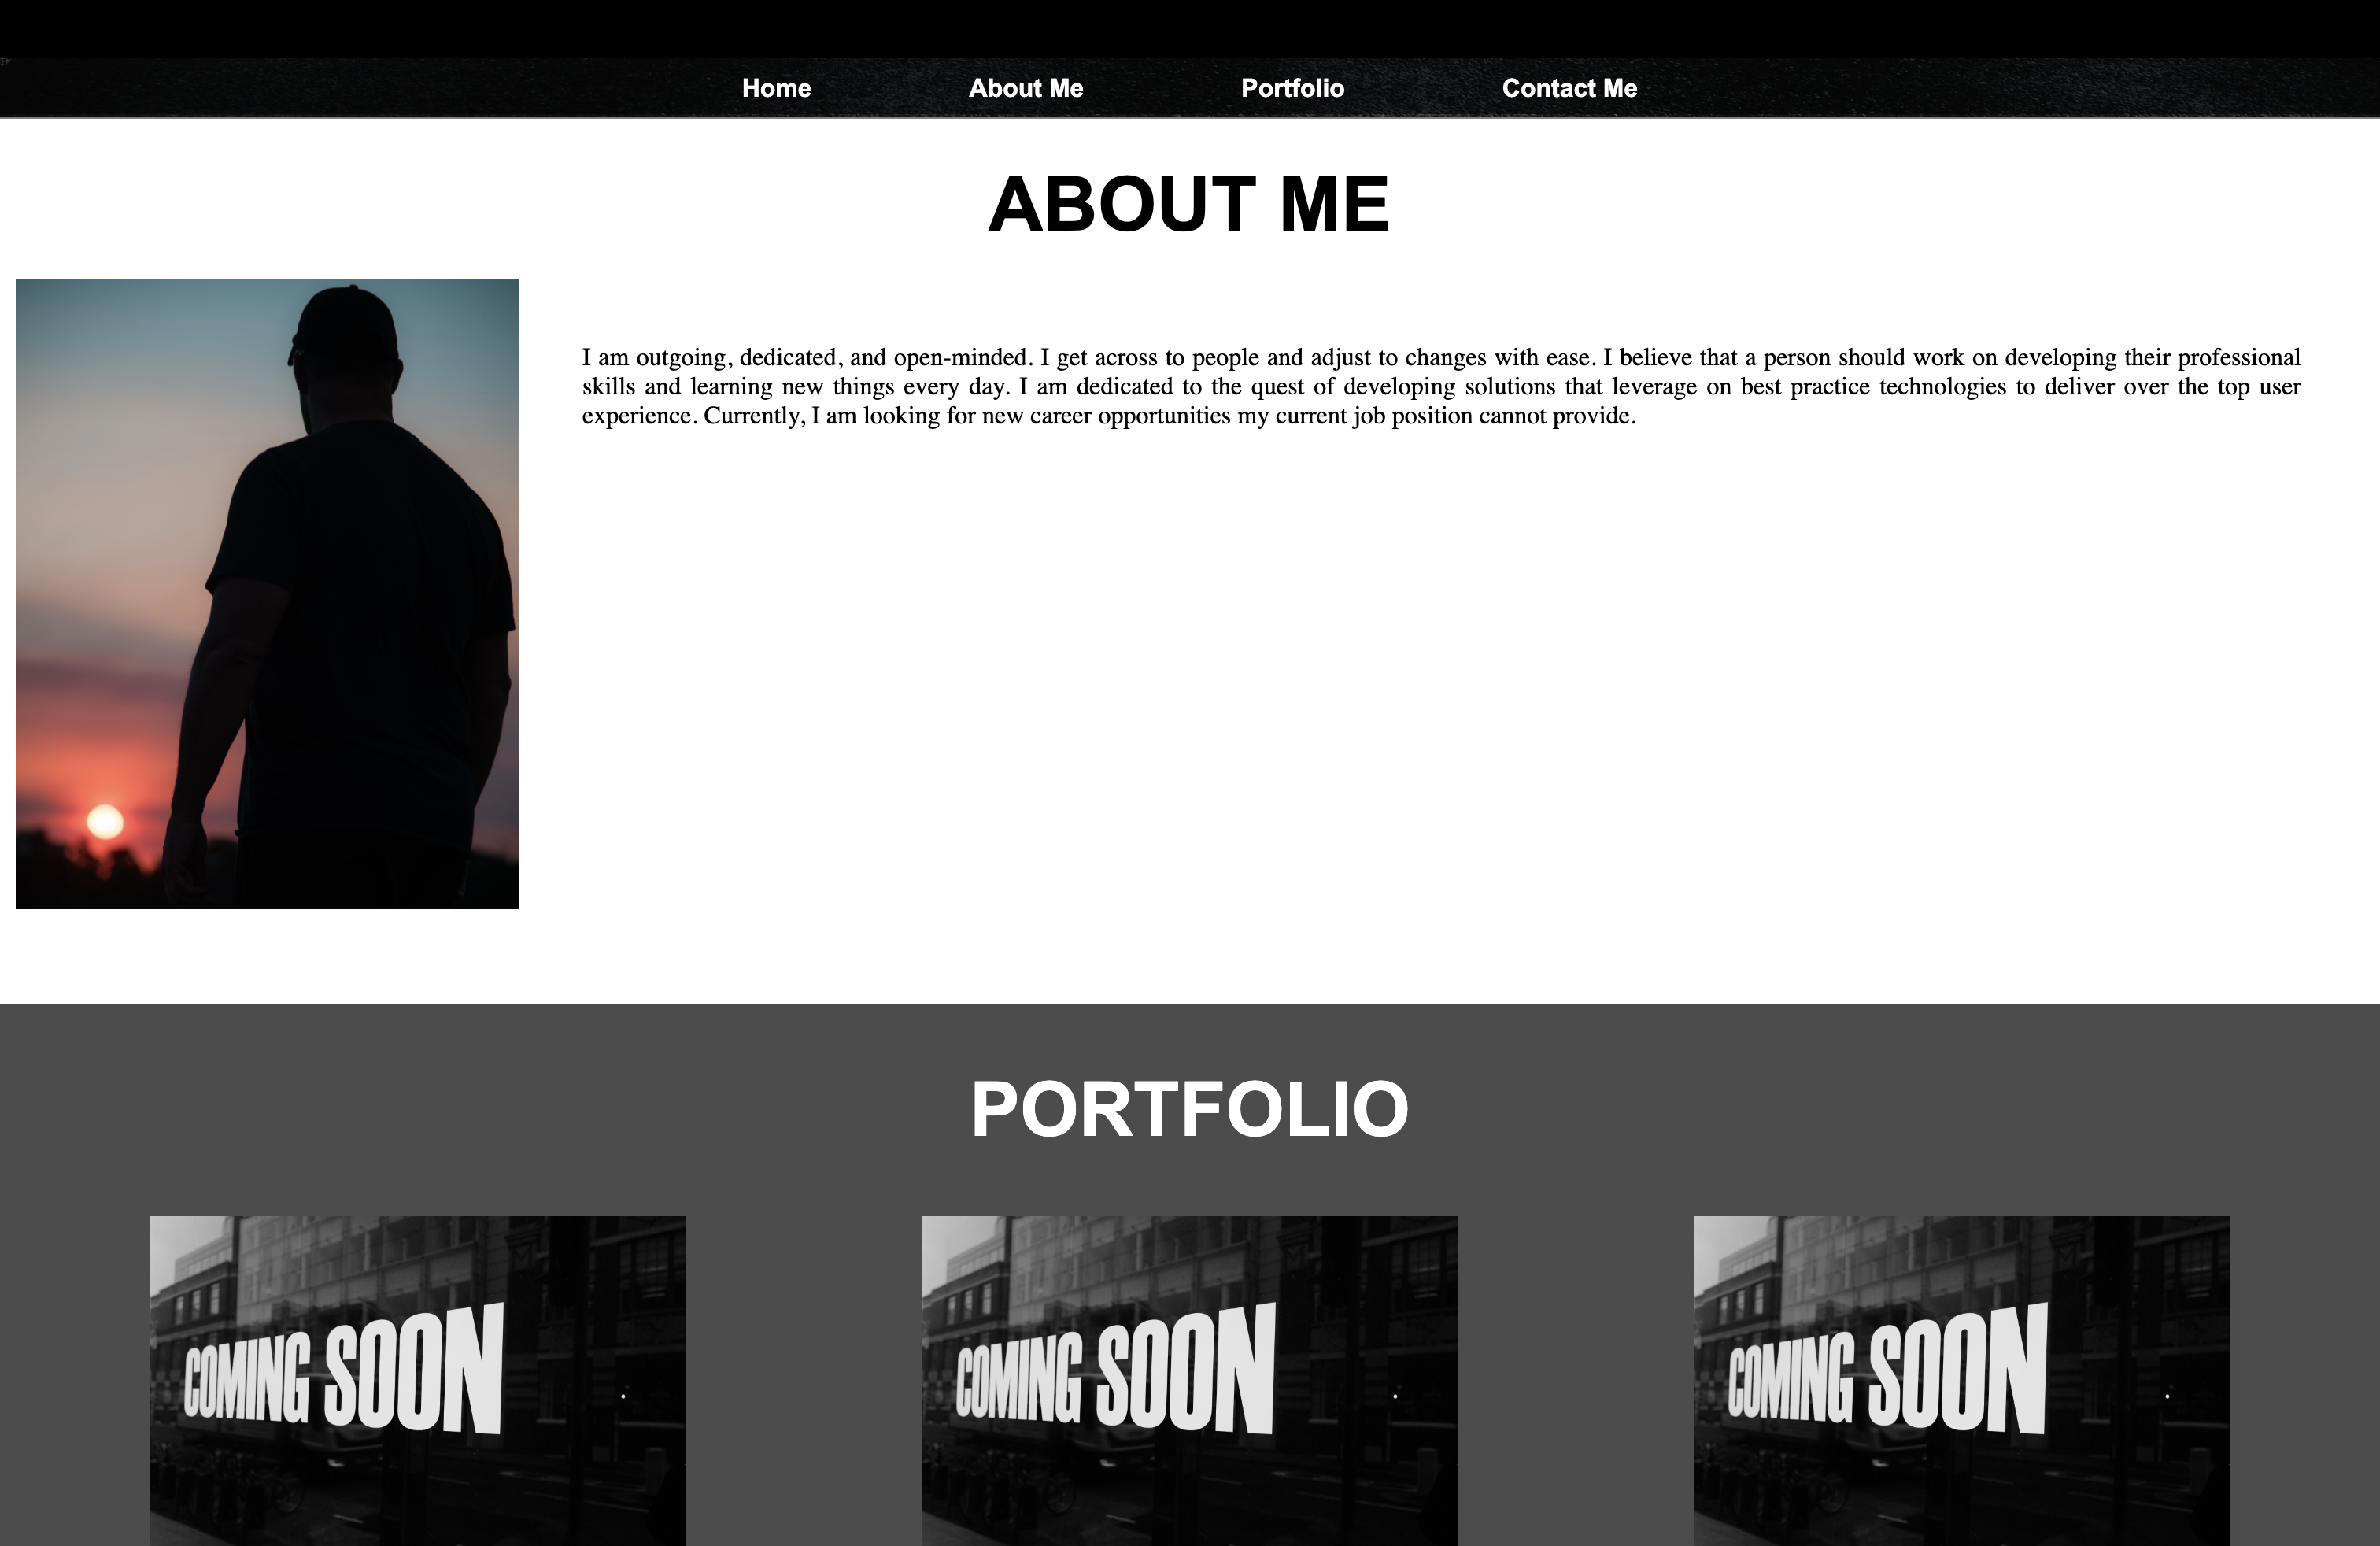 Home About Me Portfolio Contact Me
ABOUT ME
I am outgoing, dedicated, and open-minded. I get across to people and adjust to changes with ease. I believe that a person should work on developing their professional
skills and learning new things every day. I am dedicated to the quest of developing solutions that leverage on best practice technologies to deliver over the top user
experience. Currently, I am looking for new career opportunities my current job position cannot provide.
PORTFOLIO
COMING SOON
COMING SOON
COMING SOON